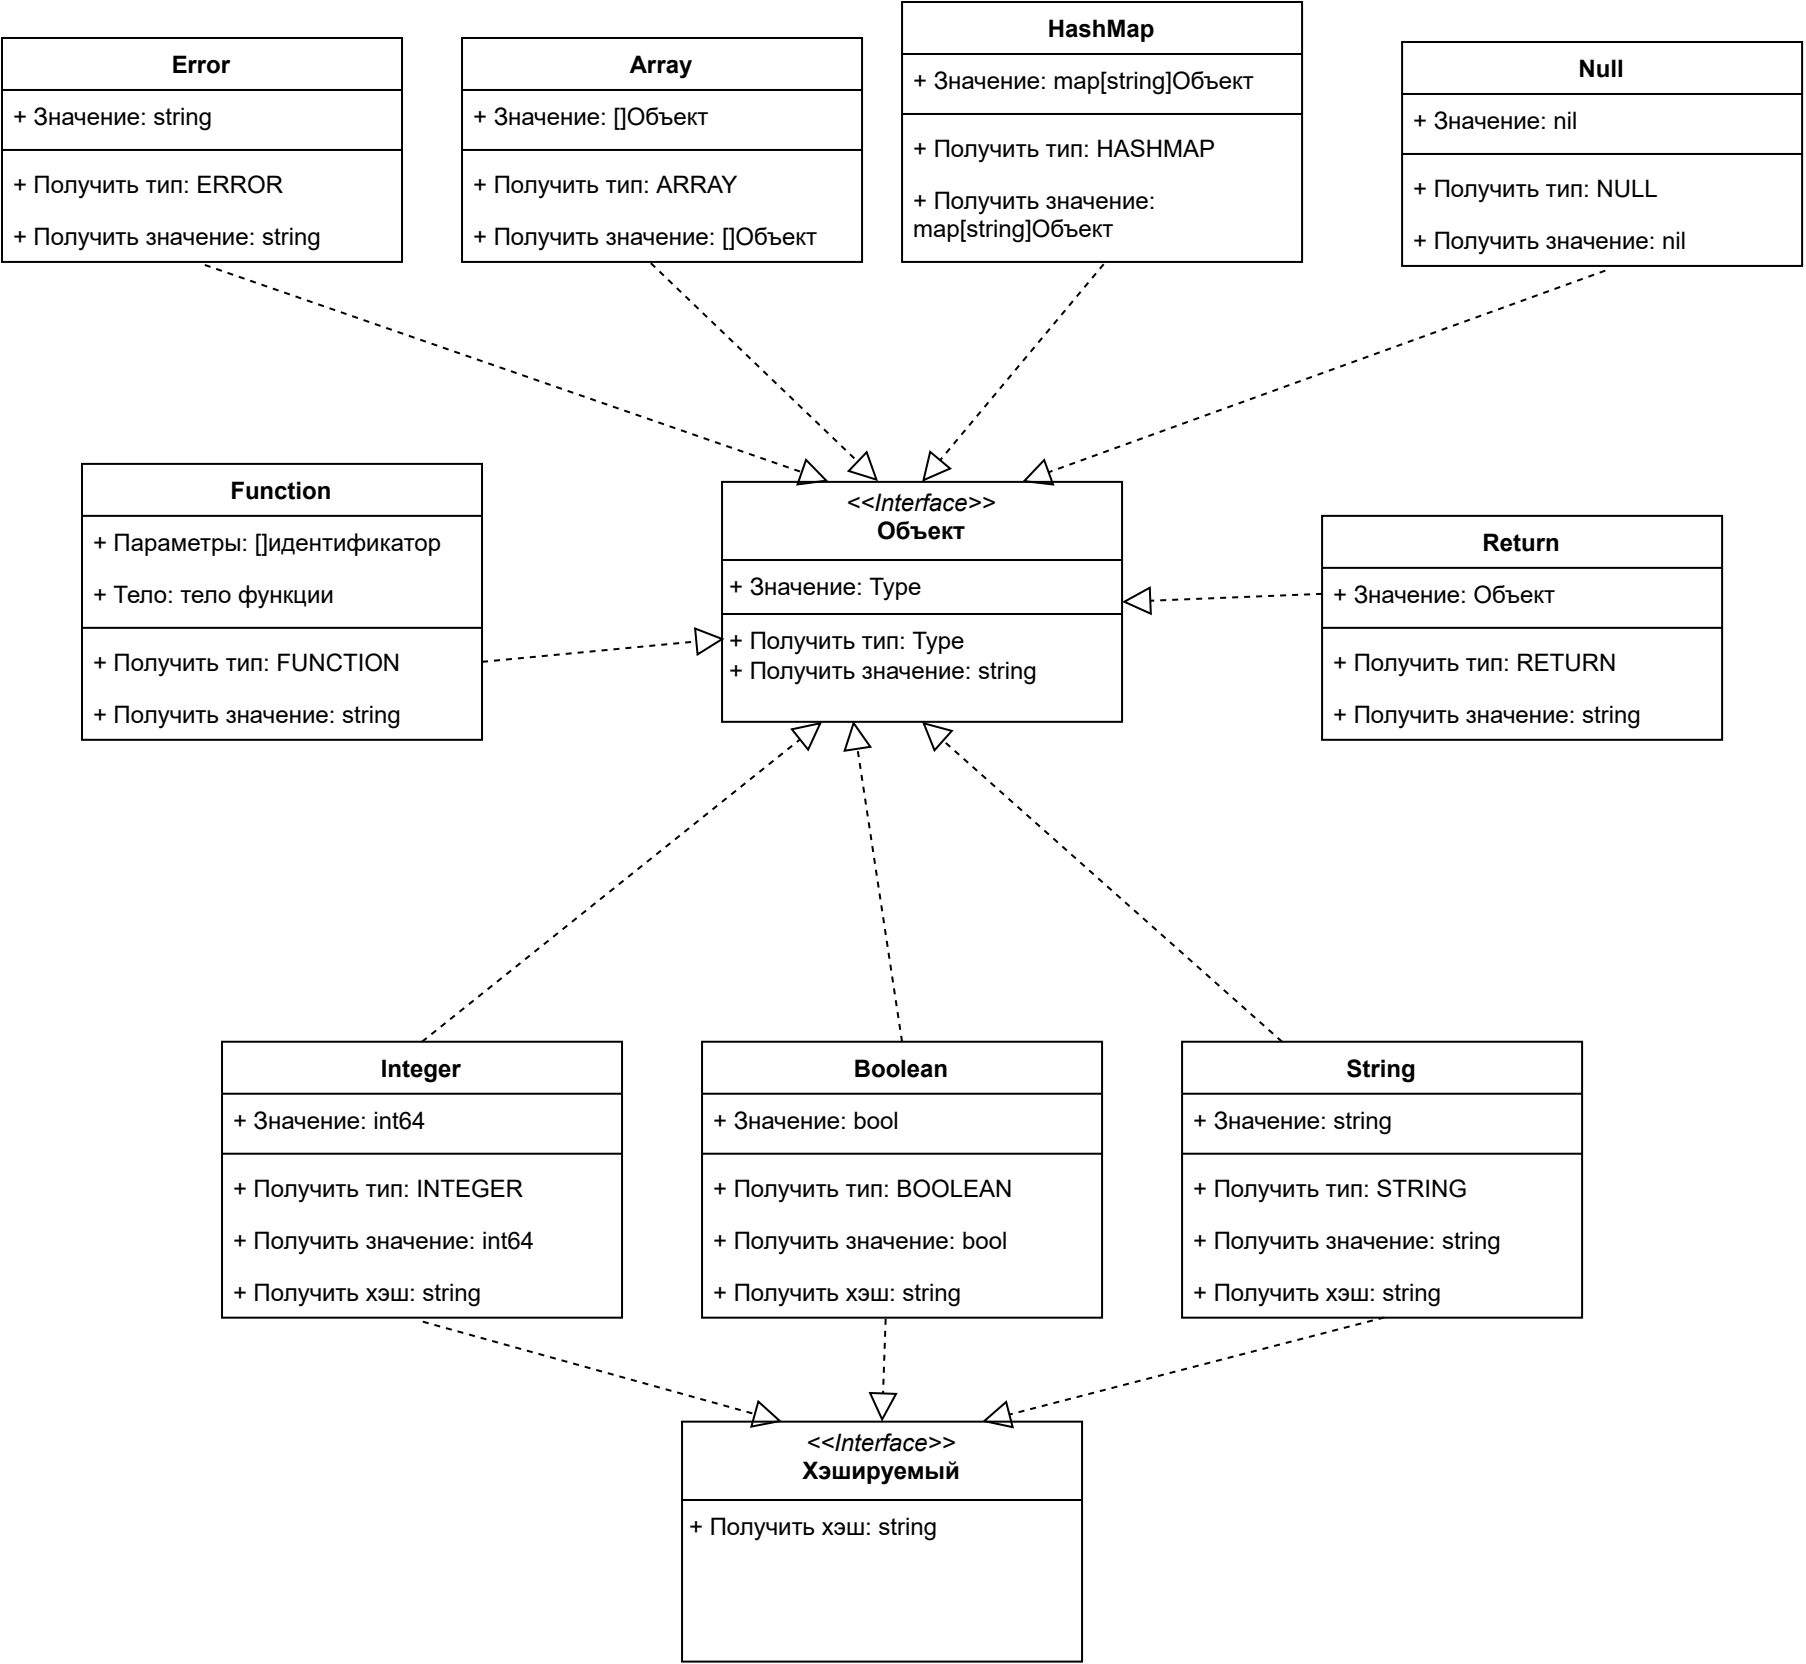 Error
+ Значение: string
+ Получить тип: ERROR
+ Получить значение: string
Array
+ Значение: []Объект
+ Получить тип: ARRAY
+ Получить значение: []Объект
HashMap
+ Значение: map[string]Объект
+ Получить тип: HASHMAP
+ Получить значение:
map[string]Объект
Null
+ Значение: nil
+ Получить тип: NULL
+ Получить значение: nil
Function
+ Параметры: []идентификатор
+ Тело: тело функции
+ Получить тип: FUNCTION
+ Получить значение: string
<<Interface>>
Объект
+ Значение: Type
+ Получить тип: Type
+ Получить значение: string
Return
+ Значение: Объект
+ Получить тип: RETURN
+ Получить значение: string
Integer
+ Значение: int64
+ Получить тип: INTEGER
+ Получить значение: int64
+ Получить хэш: string
Boolean
+ Значение: bool
+ Получить тип: BOOLEAN
+ Получить значение: bool
+ Получить хэш: string
String
+ Значение: string
+ Получить тип: STRING
+ Получить значение: string
+ Получить хэш: string
<<Interface>>
Хэшируемый
+ Получить хэш: string